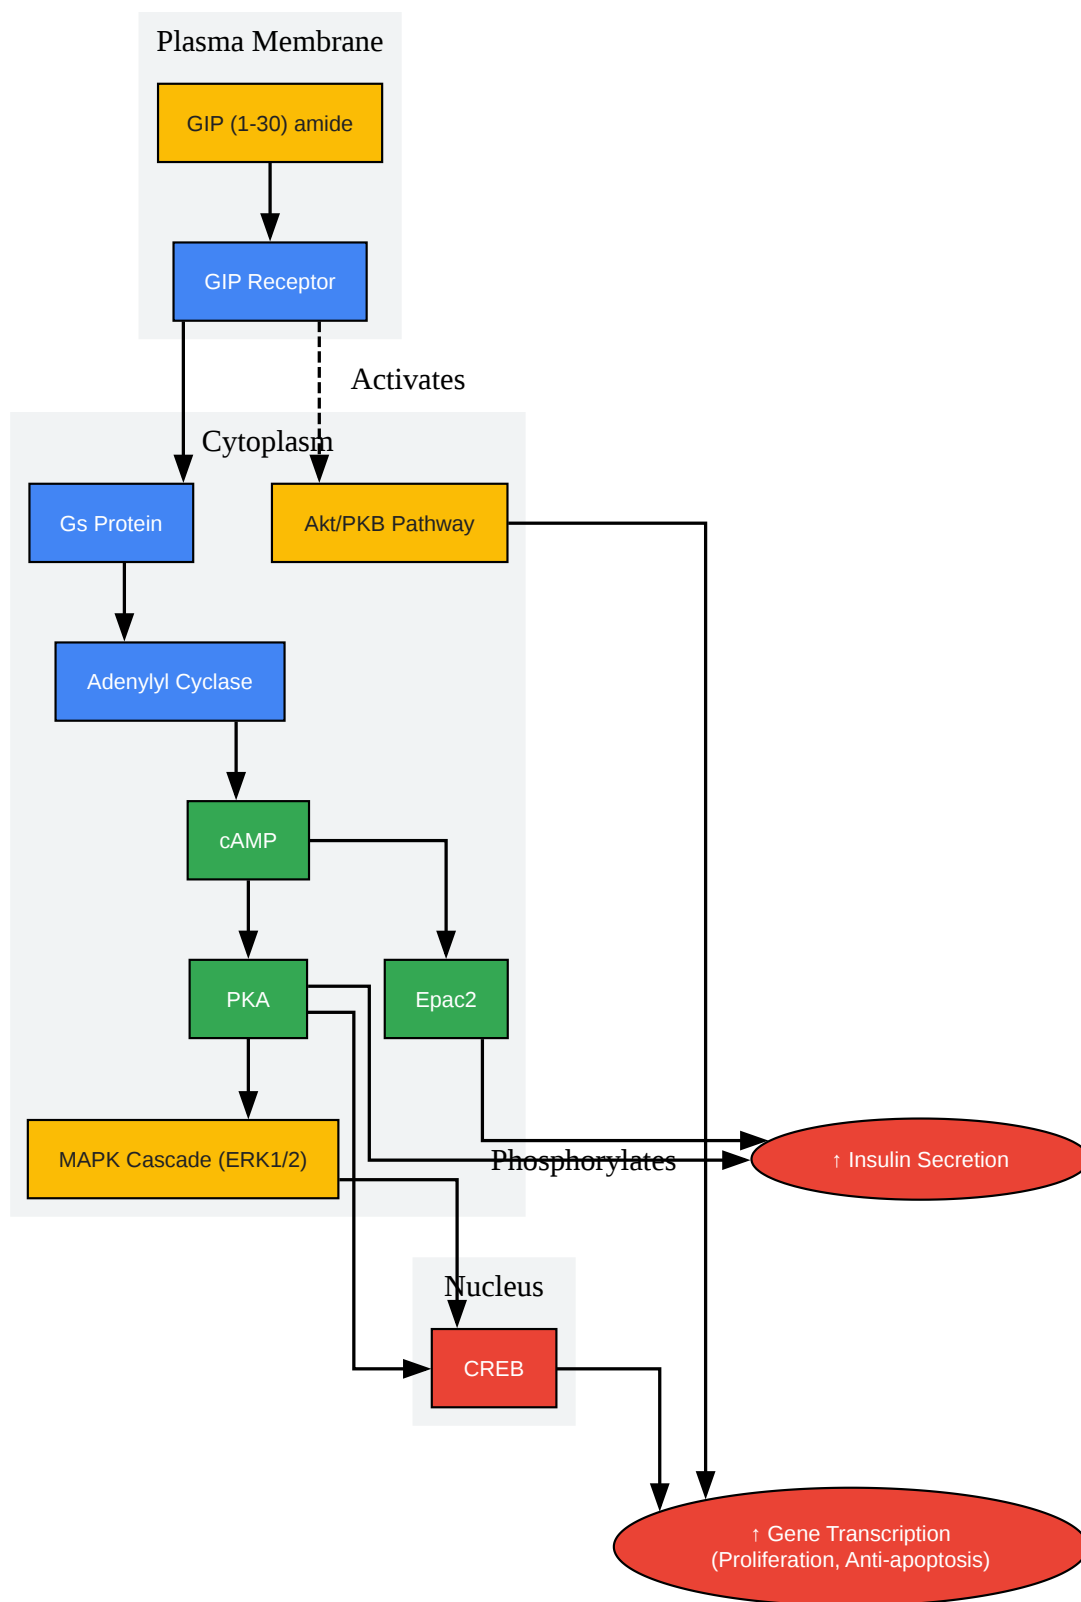 Plasma Membrane
GIP (1-30) amide
GIP Receptor
Activates
Cytoplasm
Gs Protein
Akt/PKB Pathway
Adenylyl Cyclase
cAMP
PKA
Epac2
MAPK Cascade (ERK1/2)
Phosphorylates
↑ Insulin Secretion
Nucleus
CREB
↑ Gene Transcription
(Proliferation, Anti-apoptosis)